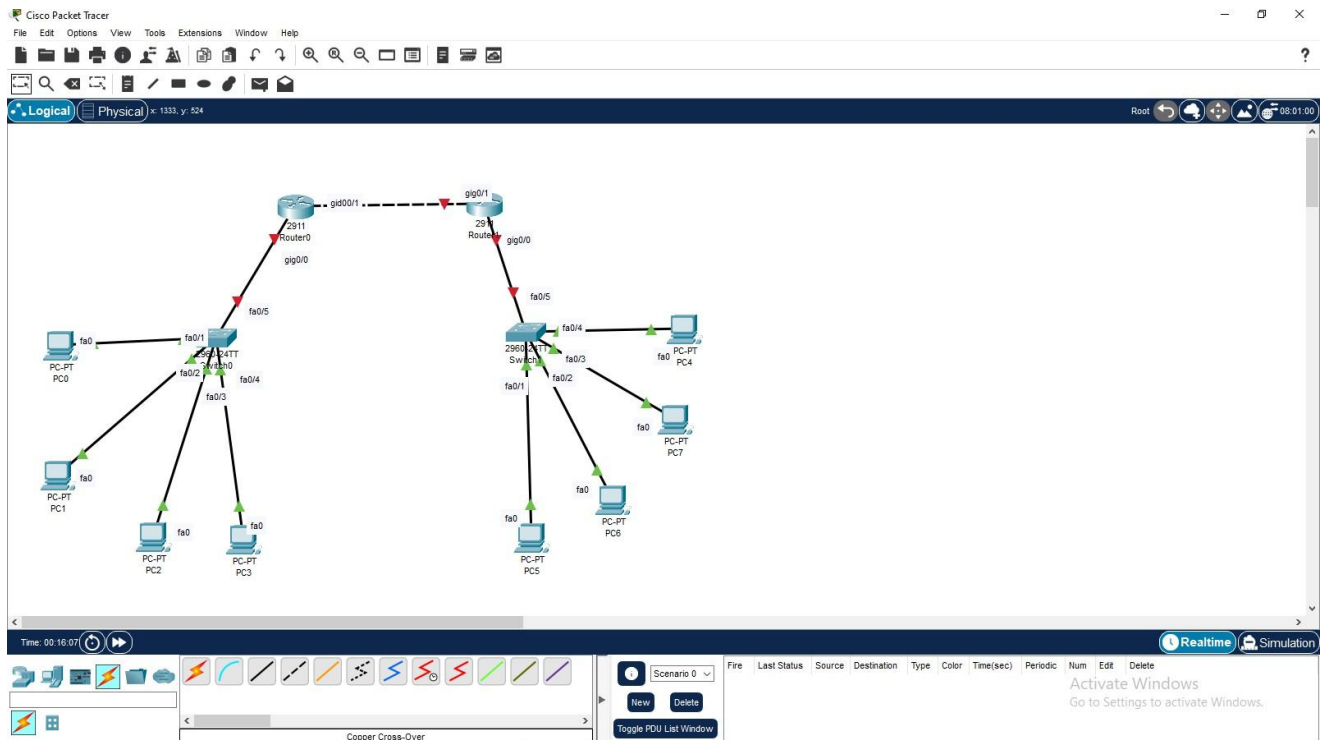 Cisco Packet Tracer
File Edit Options View Tools Extensions Window Help
?
Logical Physical x: 1333, y: 524 Root 08:01:00
gid00/1 gig0/1
2911
Router0
gig0/0
gig0/0
fa0/5
fa0/5
fa0
PC-PT
PC0
fa0/1
2960-24TT
Switch0
fa0/2
fa0/4
fa0/3
fa0
PC-PT
PC1
fa0
PC-PT
PC2
fa0
PC-PT
PC3
fa0/4
fa0/3
fa0/2
fa0/1
fa0
PC-PT
PC4
fa0
PC-PT
PC7
fa0
PC-PT
PC6
fa0
PC-PT
PC5
Time: 00:16:07 Realtime Simulation
Scenario 0
New Delete
Toggle PDU List Window
Fire Last Status Source Destination Type Color Time(sec) Periodic Num Edit Delete
Activate Windows
Go to Settings to activate Windows.
Copper Cross-Over